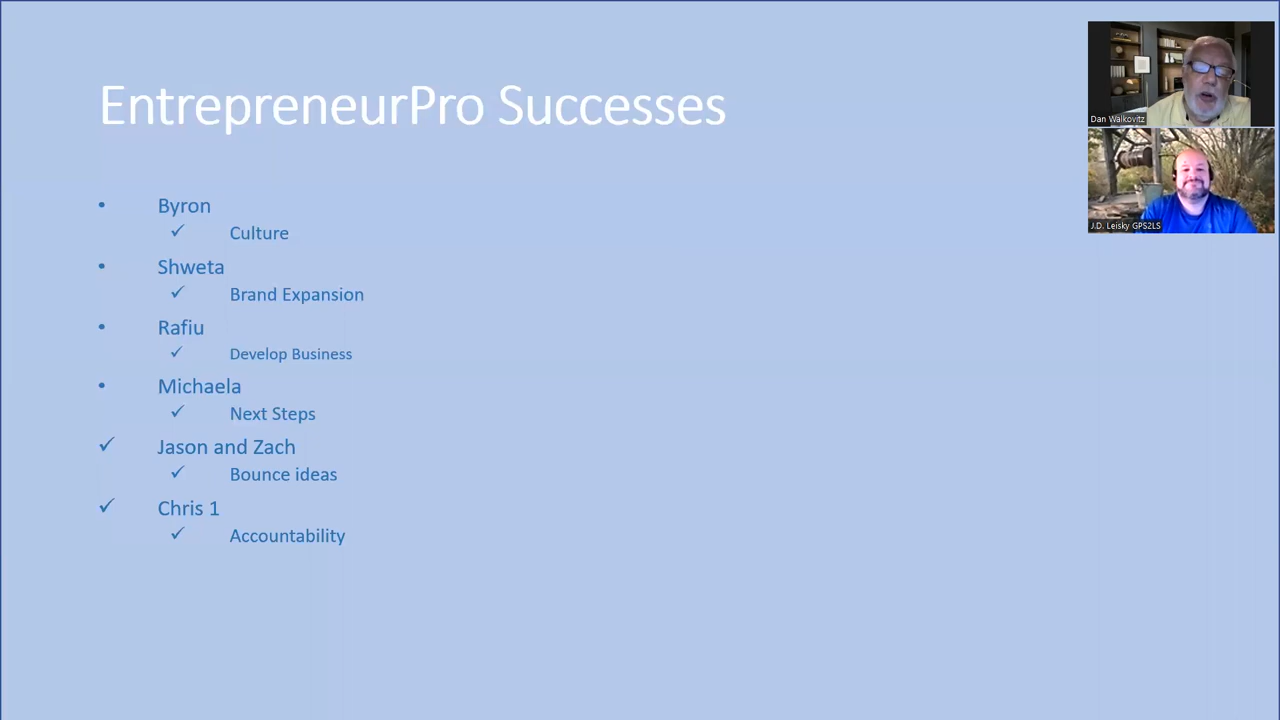 EntrepreneurPro Successes
• Byron
✓ Culture
• Shweta
✓ Brand Expansion
• Rafiu
✓ Develop Business
• Michaela
✓ Next Steps
✓ Jason and Zach
✓ Bounce ideas
✓ Chris 1
✓ Accountability
Dan Walkovitz
J.D. Leisky GPS2LS